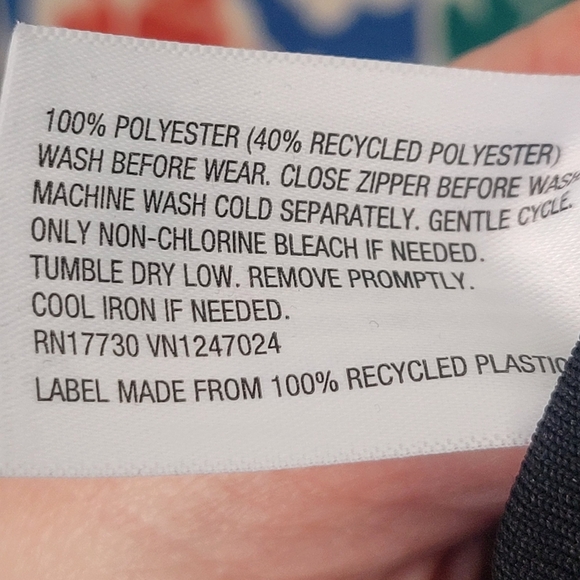 100% POLYESTER (40% RECYCLED POLYESTER)
WASH BEFORE WEAR. CLOSE ZIPPER BEFORE WASH
MACHINE WASH COLD SEPARATELY. GENTLE CYCLE.
ONLY NON-CHLORINE BLEACH IF NEEDED.
TUMBLE DRY LOW. REMOVE PROMPTLY.
COOL IRON IF NEEDED.
RN17730 VN1247024
LABEL MADE FROM 100% RECYCLED PLASTIC